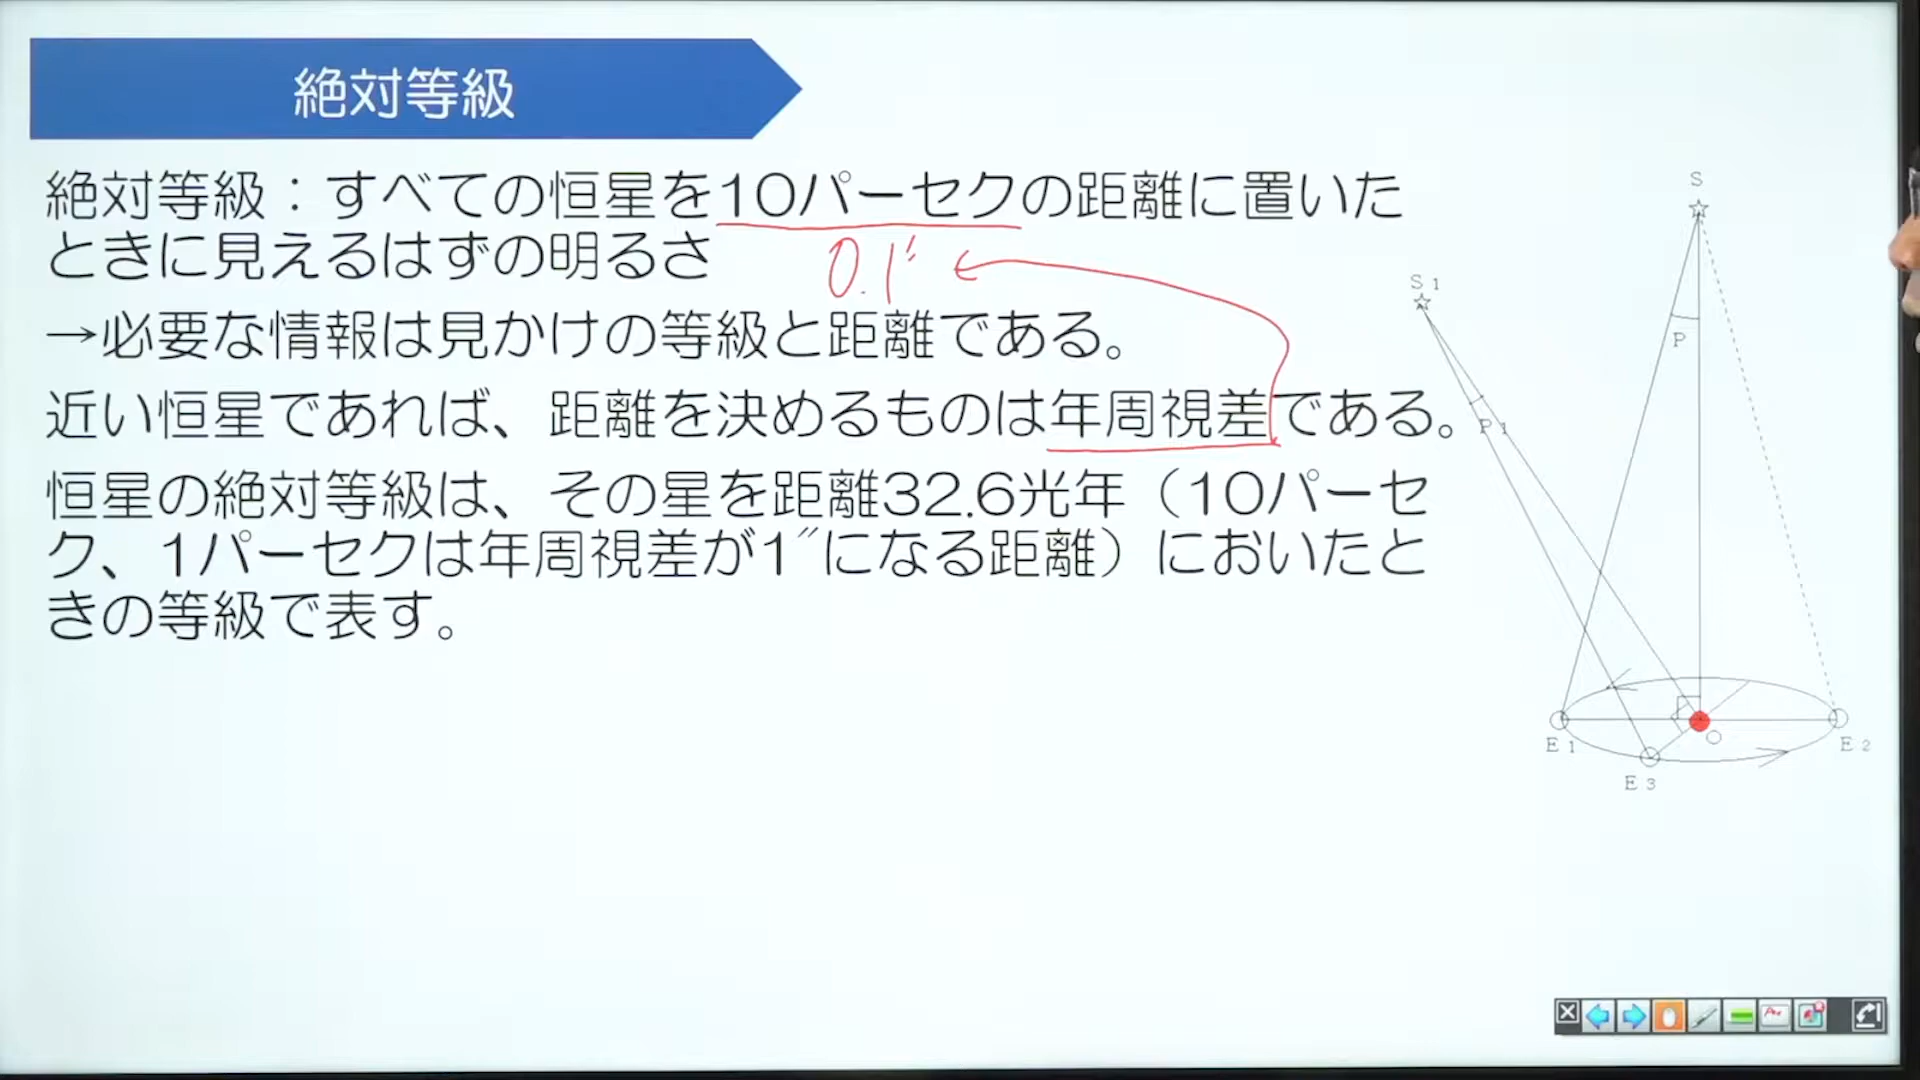 絶対等級
絶対等級：すべての恒星を10パーセクの距離に置いた
ときに見えるはずの明るさ
0.1″
→必要な情報は見かけの等級と距離である。
近い恒星であれば、距離を決めるものは年周視差である。
恒星の絶対等級は、その星を距離32.6光年（10パーセ
ク、1パーセクは年周視差が1″になる距離）においたと
きの等級で表す。
S
S1
P
P1
E1
O
E2
E3